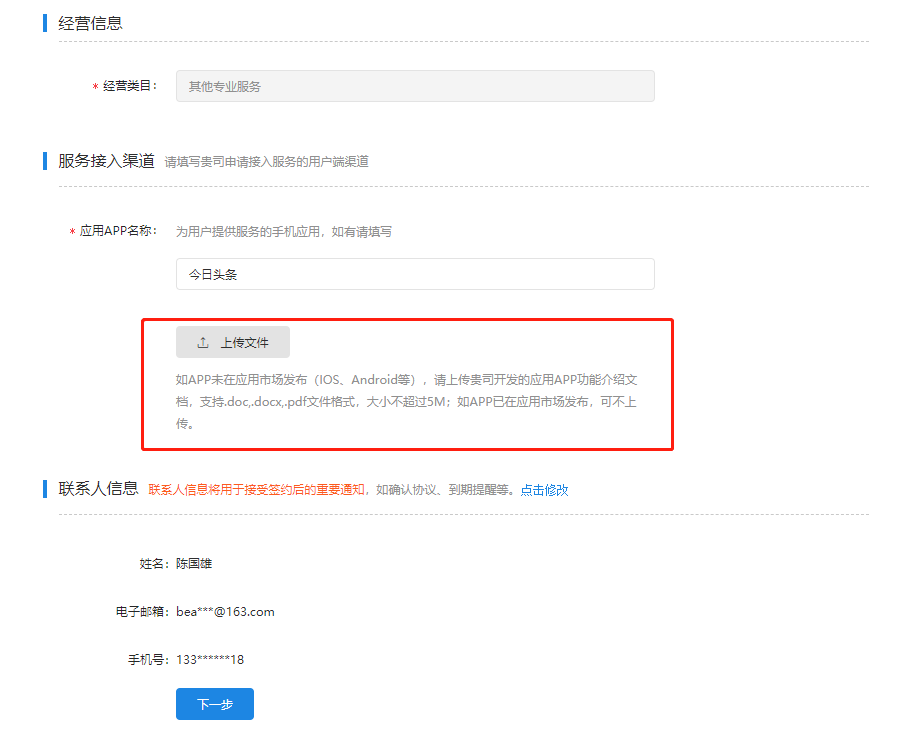 经营信息
* 经营类目： 其他专业服务
服务接入渠道 请填写贵司申请接入服务的用户端渠道
* 应用APP名称： 为用户提供服务的手机应用，如有请填写
今日头条
上传文件
如APP未在应用市场发布（IOS、Android等），请上传贵司开发的应用APP功能介绍文
档，支持.doc,.docx,.pdf文件格式，大小不超过5M；如APP已在应用市场发布，可不上
传。
联系人信息 联系人信息将用于接受签约后的重要通知，如确认协议、到期提醒等。点击修改
姓名： 陈国雄
电子邮箱： bea***@163.com
手机号： 133******18
下一步